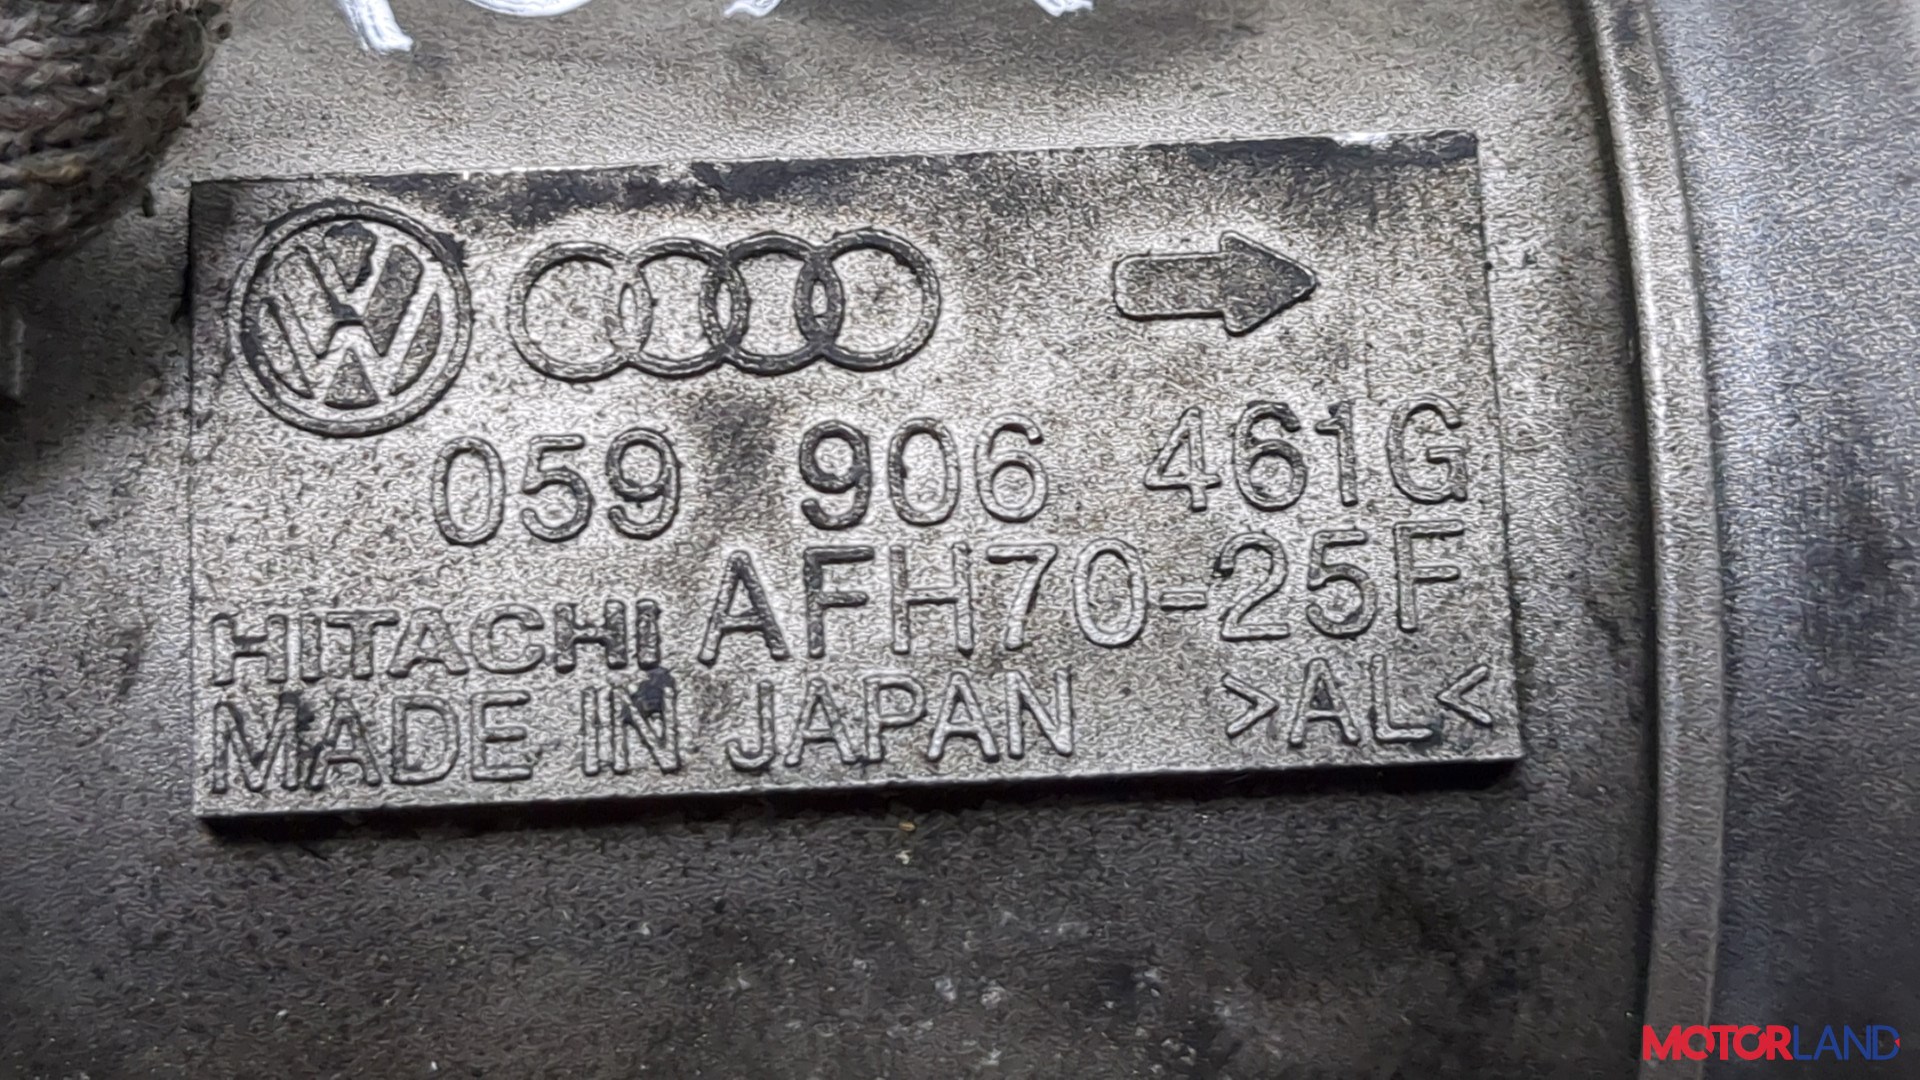 059 906 461G
HITACHI AFH70-25F
MADE IN JAPAN >AL<
MOTORLAND